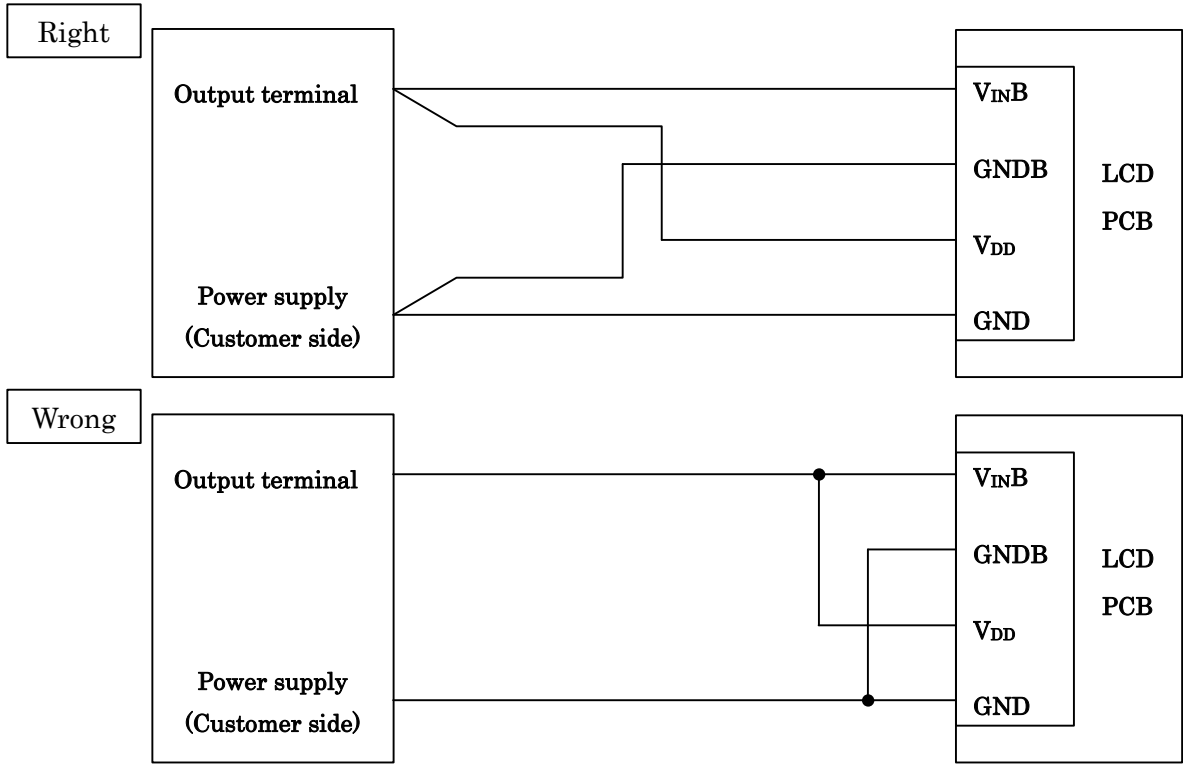 Right
Output terminal
Power supply
(Customer side)
VINB
GNDB
VDD
GND
LCD
PCB
Wrong
Output terminal
Power supply
(Customer side)
VINB
GNDB
VDD
GND
LCD
PCB